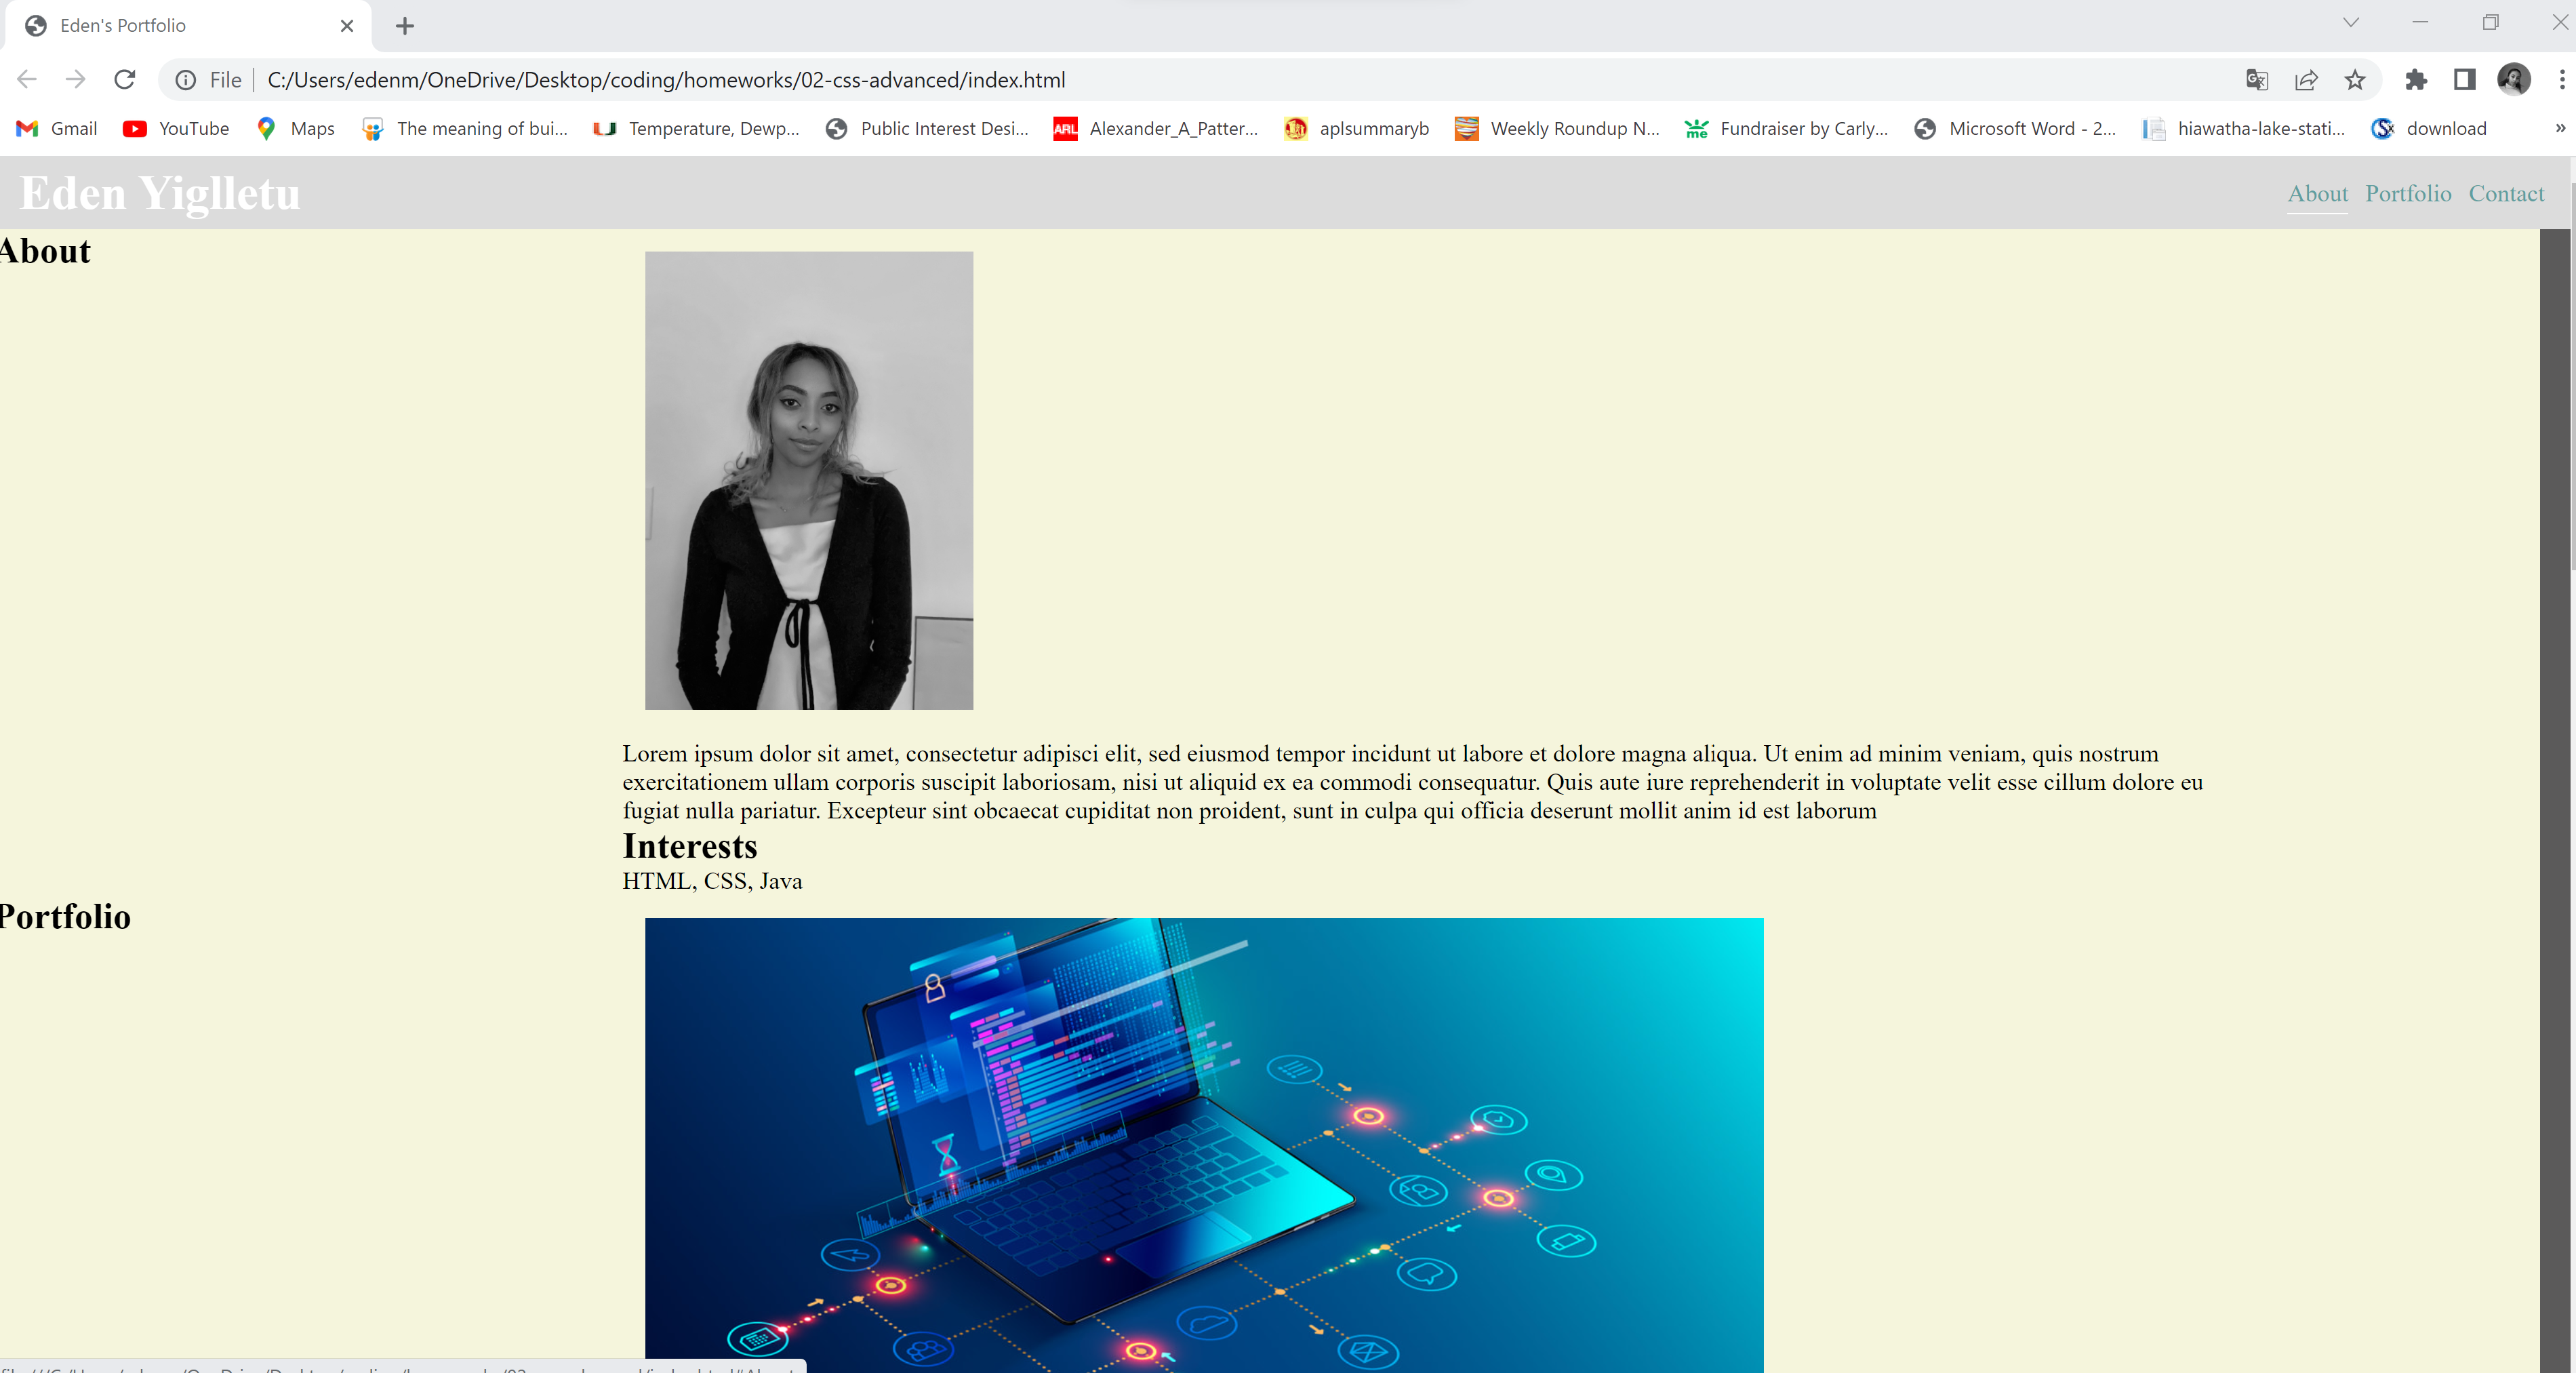 Eden's Portfolio
File C:/Users/edenm/OneDrive/Desktop/coding/homeworks/02-css-advanced/index.html
Gmail YouTube Maps The meaning of bui... Temperature, Dewp... Public Interest Desi... ARL Alexander_A_Patter... aplsummaryb Weekly Roundup N... me Fundraiser by Carly... Microsoft Word - 2... hiawatha-lake-stati... download »
Eden Yiglletu
About Portfolio Contact
About
Lorem ipsum dolor sit amet, consectetur adipisci elit, sed eiusmod tempor incidunt ut labore et dolore magna aliqua. Ut enim ad minim veniam, quis nostrum
exercitationem ullam corporis suscipit laboriosam, nisi ut aliquid ex ea commodi consequatur. Quis aute iure reprehenderit in voluptate velit esse cillum dolore eu
fugiat nulla pariatur. Excepteur sint obcaecat cupiditat non proident, sunt in culpa qui officia deserunt mollit anim id est laborum
Interests
HTML, CSS, Java
Portfolio